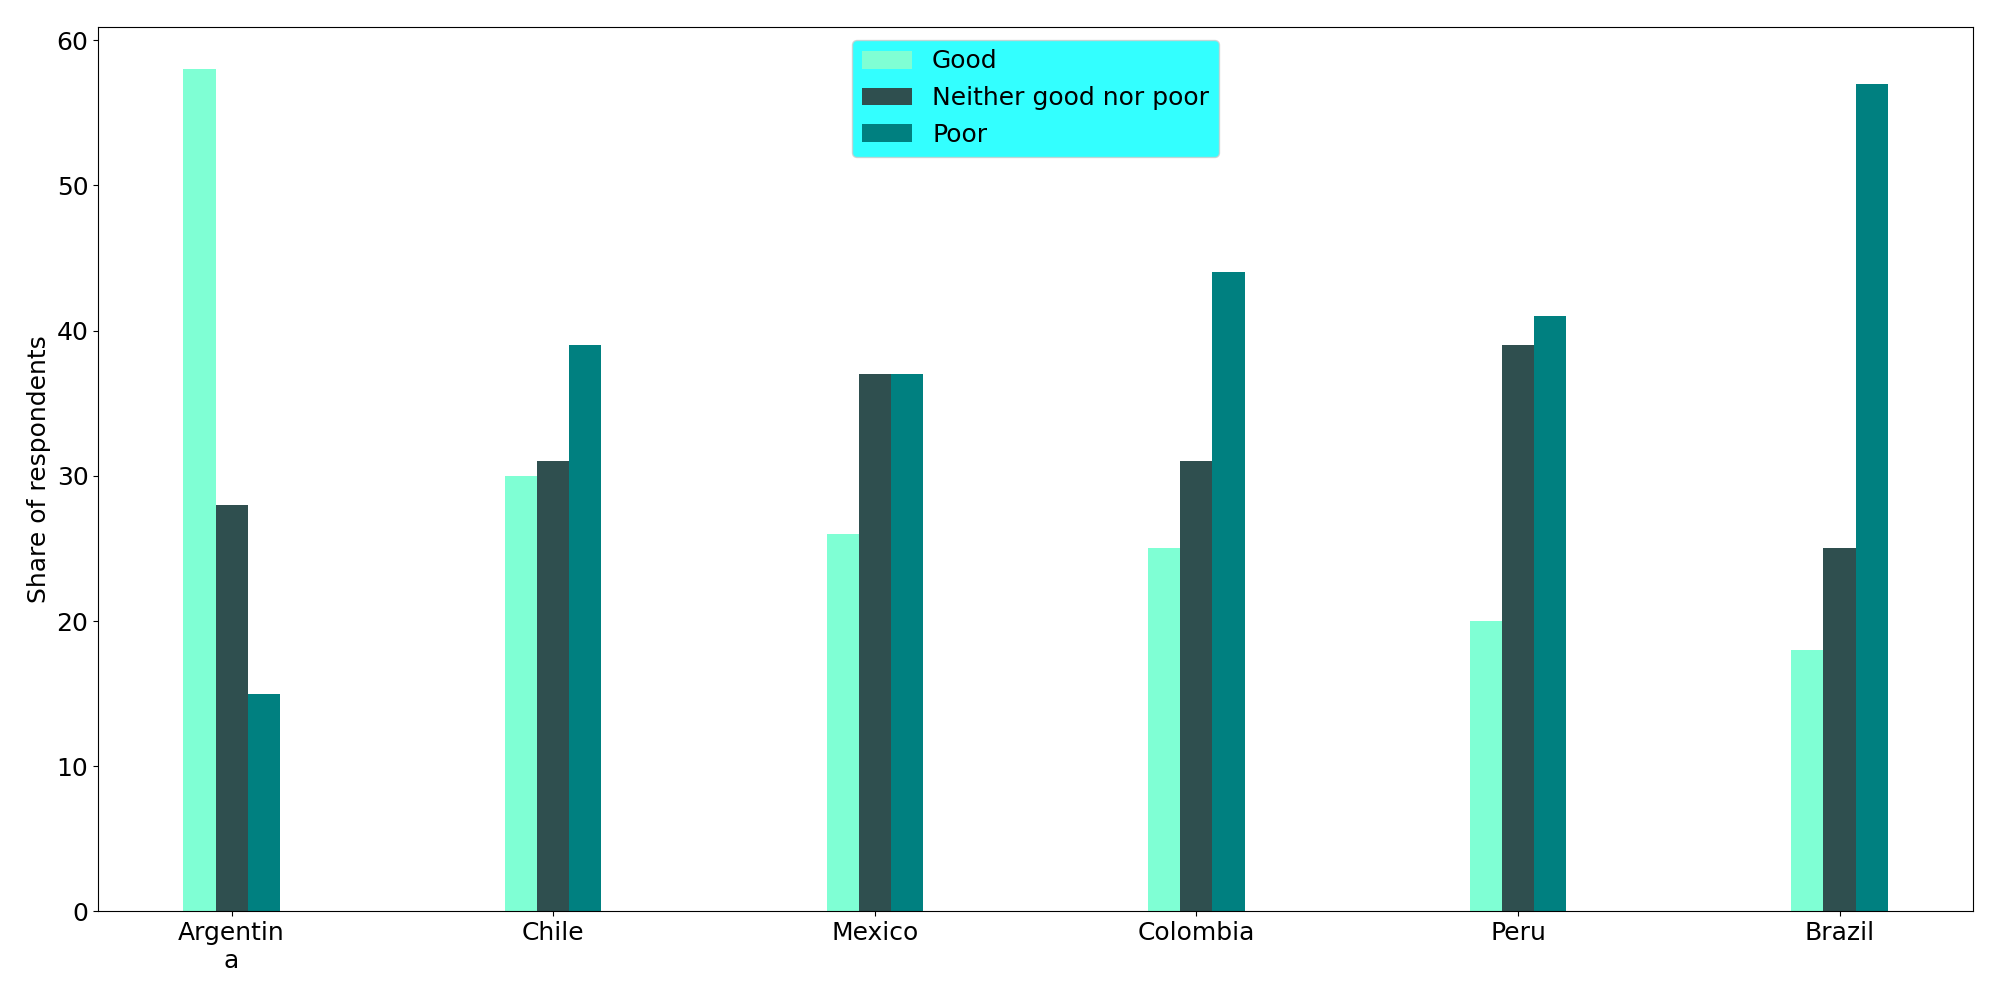 60
50
40
30
20
10
0
Share of respondents
Good
Neither good nor poor
Poor
Argentin
a
Chile
Mexico
Colombia
Peru
Brazil